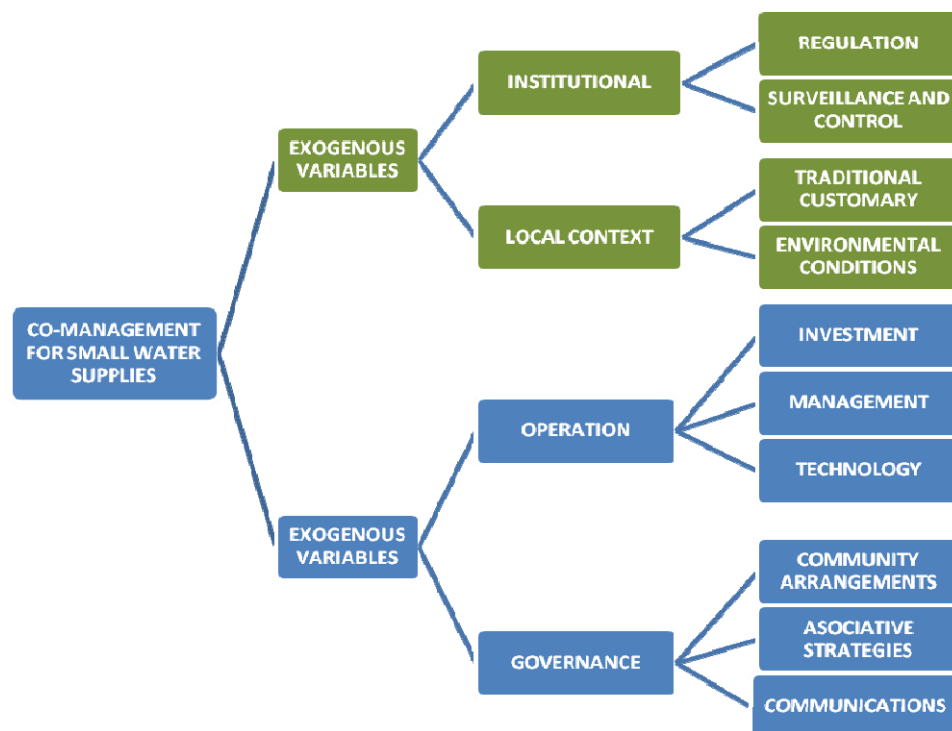 REGULATION
INSTITUTIONAL
SURVEILLANCE AND
CONTROL
EXOGENOUS
VARIABLES
TRADITIONAL
CUSTOMARY
LOCAL CONTEXT
ENVIRONMENTAL
CONDITIONS
CO-MANAGEMENT
FOR SMALL WATER
SUPPLIES
INVESTMENT
OPERATION
MANAGEMENT
TECHNOLOGY
EXOGENOUS
VARIABLES
COMMUNITY
ARRANGEMENTS
GOVERNANCE
ASOCIATIVE
STRATEGIES
COMMUNICATIONS